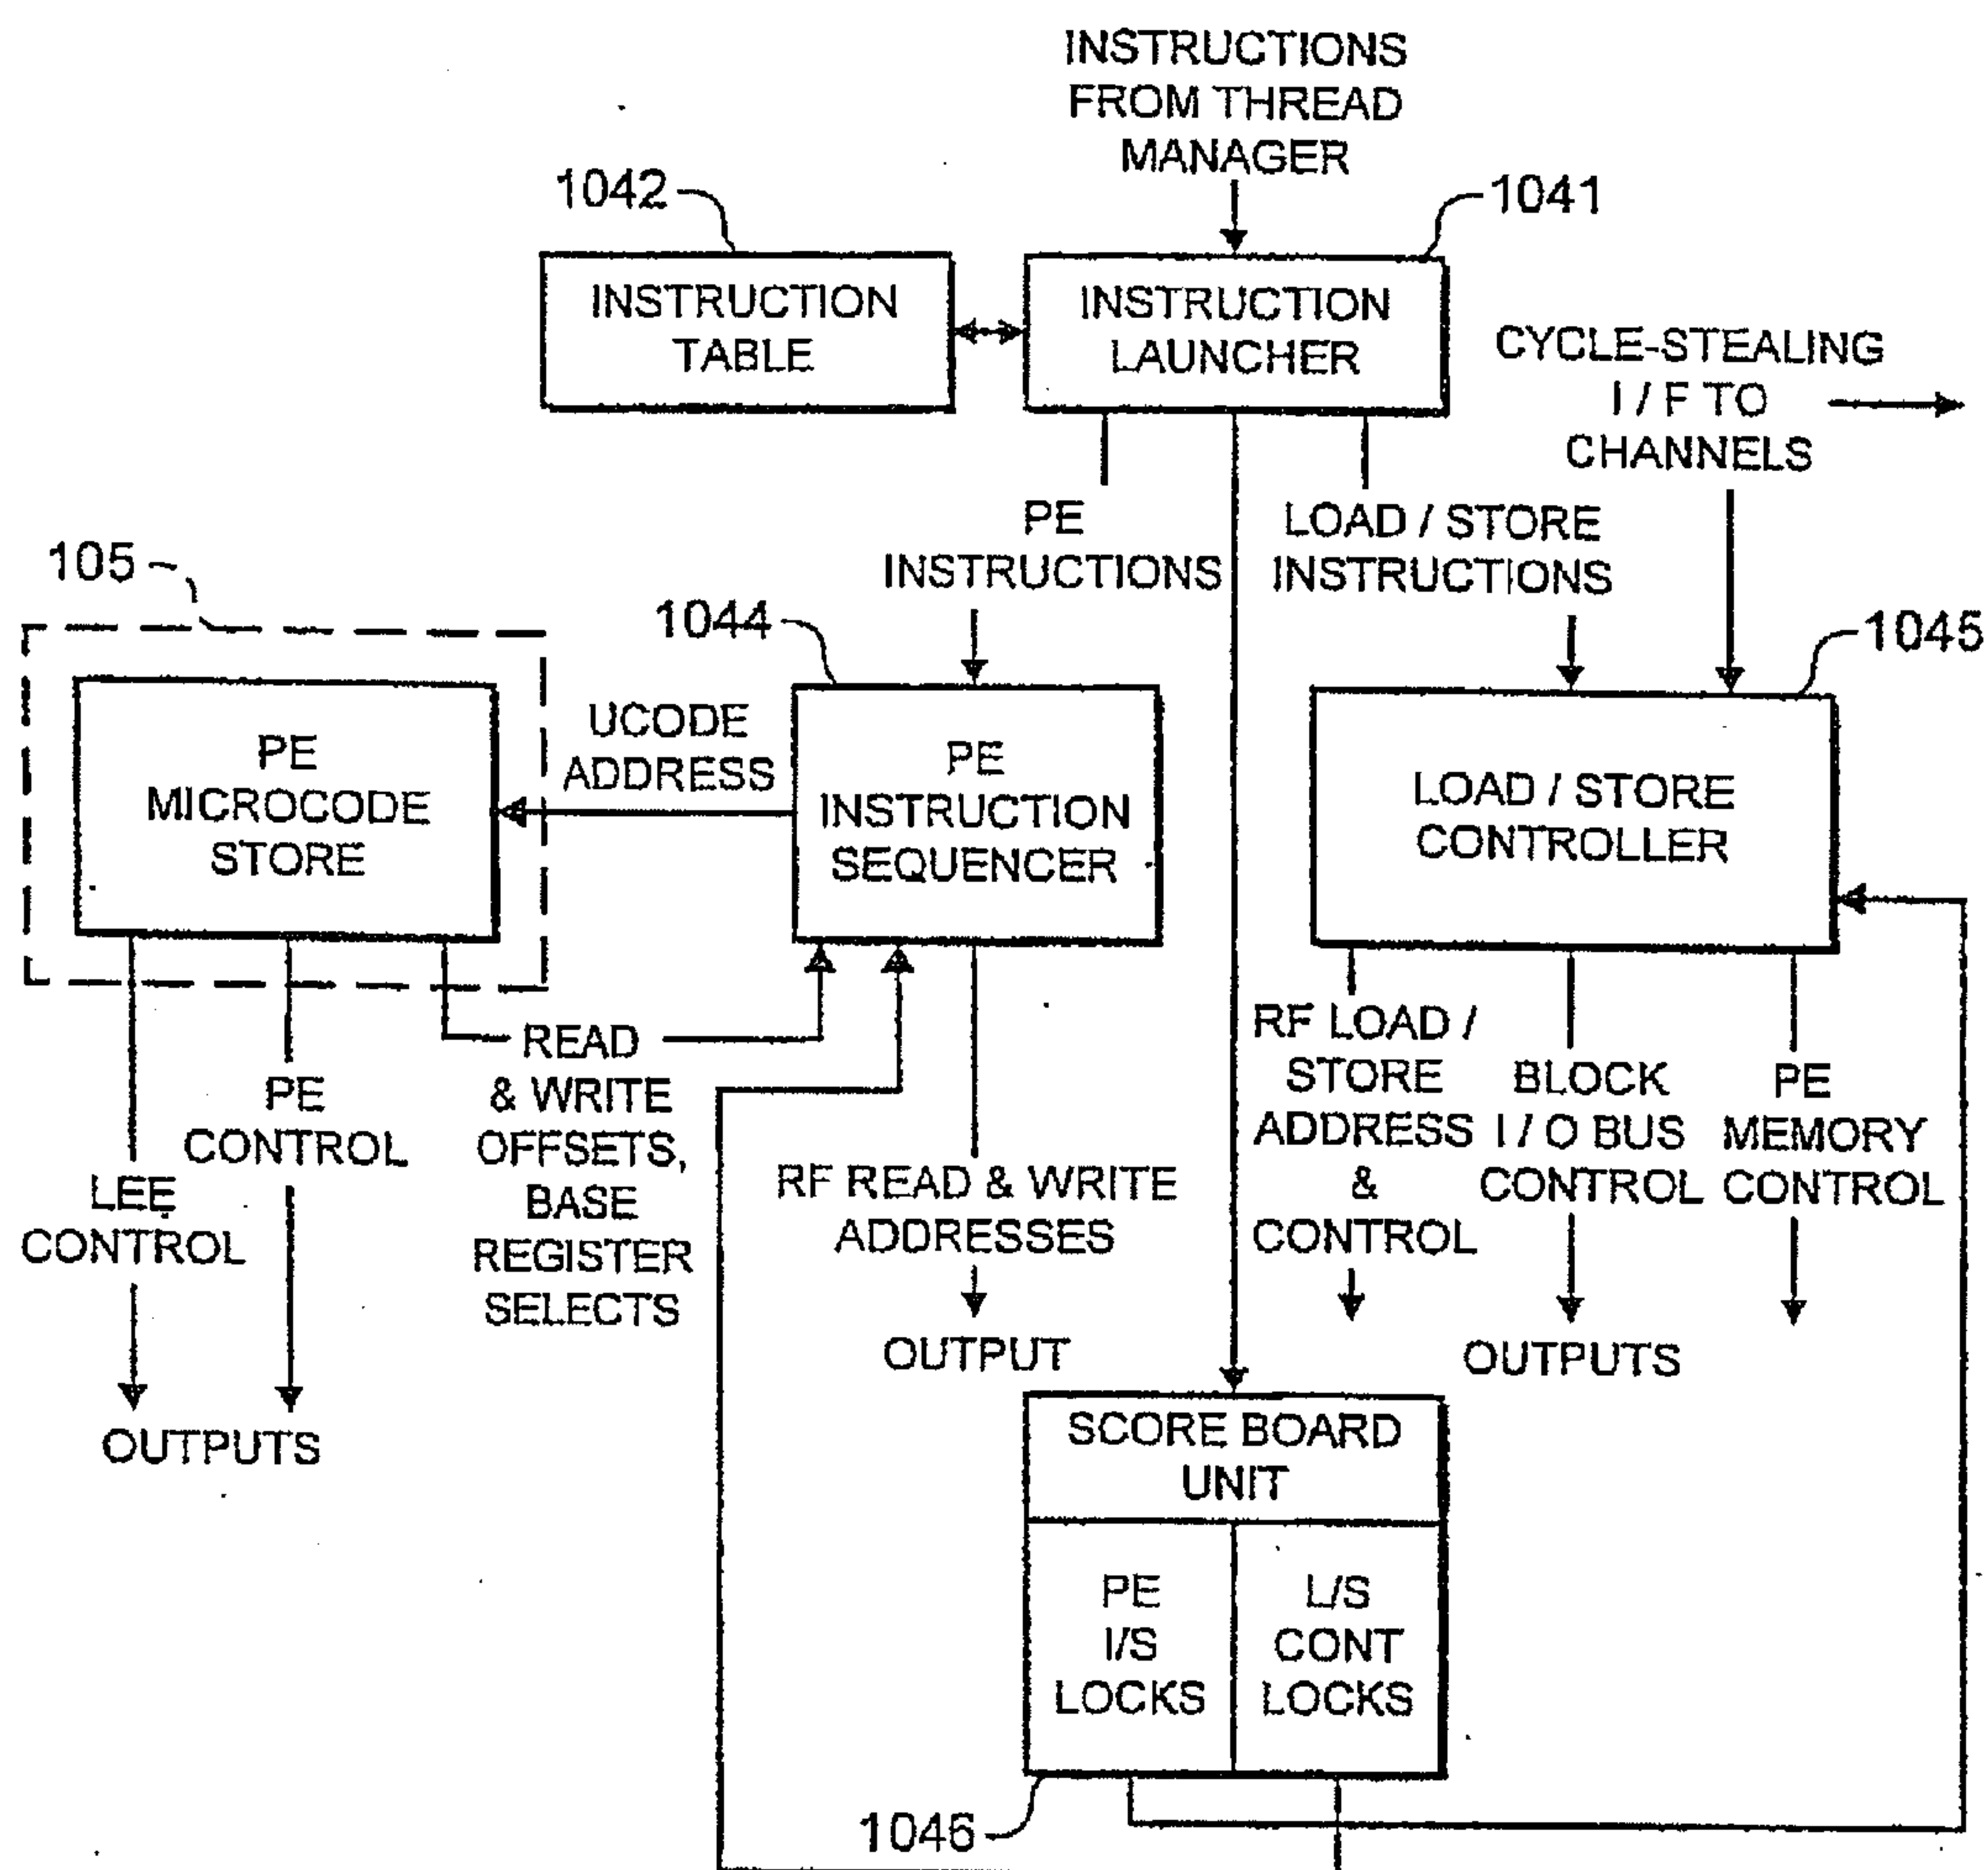 INSTRUCTIONS
FROM THREAD
MANAGER
1042
1041
INSTRUCTION
TABLE
INSTRUCTION
LAUNCHER
CYCLE-STEALING
I / F TO
CHANNELS
PE
INSTRUCTIONS
LOAD / STORE
INSTRUCTIONS
105
1044
1045
PE
MICROCODE
STORE
UCODE
ADDRESS
PE
INSTRUCTION
SEQUENCER
LOAD / STORE
CONTROLLER
LEE
CONTROL
PE
CONTROL
READ
& WRITE
OFFSETS,
BASE
REGISTER
SELECTS
RF READ & WRITE
ADDRESSES
RF LOAD /
STORE
ADDRESS
&
CONTROL
BLOCK
I / O BUS
CONTROL
PE
MEMORY
CONTROL
OUTPUTS
OUTPUT
OUTPUTS
SCORE BOARD
UNIT
PE
I/S
LOCKS
L/S
CONT
LOCKS
1046